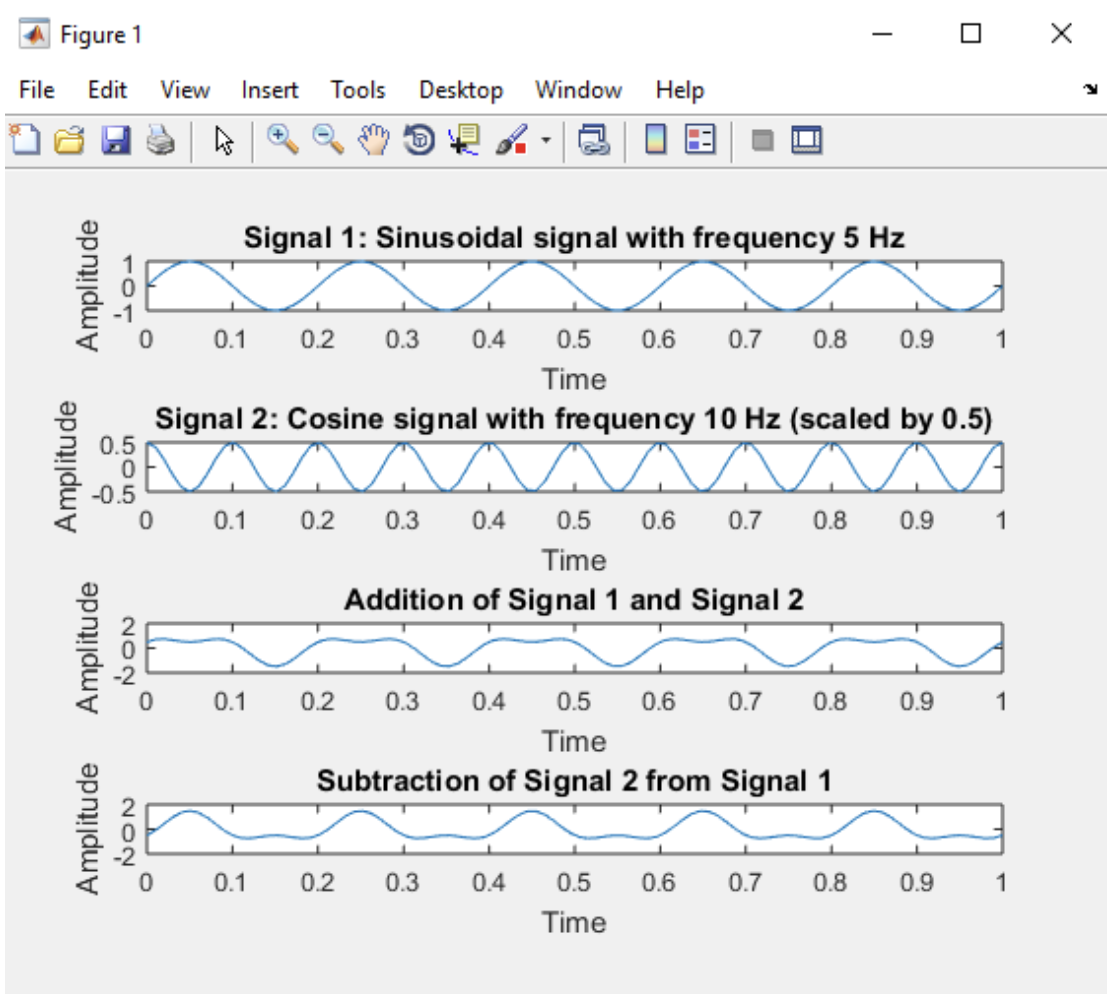 Figure 1
File Edit View Insert Tools Desktop Window Help
Signal 1: Sinusoidal signal with frequency 5 Hz
Amplitude
1
0
-1
0 0.1 0.2 0.3 0.4 0.5 0.6 0.7 0.8 0.9 1
Time
Signal 2: Cosine signal with frequency 10 Hz (scaled by 0.5)
Amplitude
0.5
0
-0.5
0 0.1 0.2 0.3 0.4 0.5 0.6 0.7 0.8 0.9 1
Time
Addition of Signal 1 and Signal 2
Amplitude
2
0
-2
0 0.1 0.2 0.3 0.4 0.5 0.6 0.7 0.8 0.9 1
Time
Subtraction of Signal 2 from Signal 1
Amplitude
2
0
-2
0 0.1 0.2 0.3 0.4 0.5 0.6 0.7 0.8 0.9 1
Time